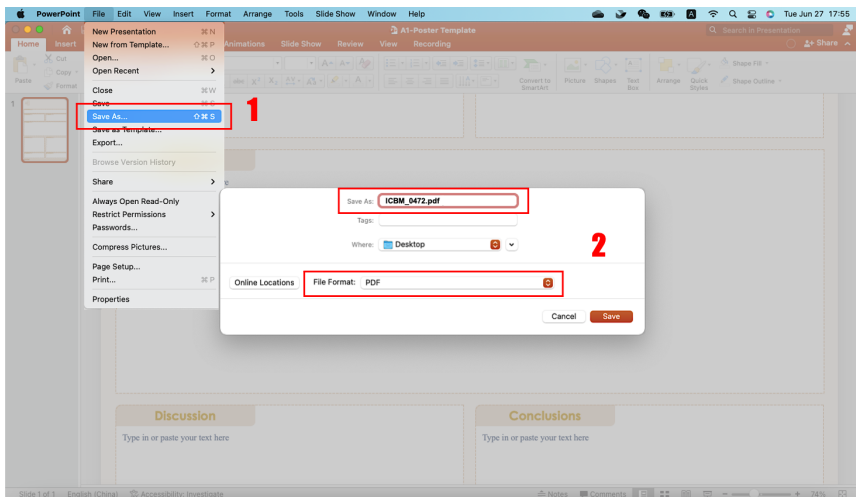 PowerPoint File Edit View Insert Format Arrange Tools Slide Show Window Help Tue Jun 27 17:55
A1-Poster Template
Search in Presentation
Home Insert Animations Slide Show Review View Recording Share
Cut
Copy
Format
Paste
Convert to SmartArt
Picture Shapes Text Box Arrange Quick Styles
Shape Fill
Shape Outline
New Presentation ⌘ N
New from Template... ⇧ ⌘ P
Open... ⌘ O
Open Recent >
Close ⌘ W
Save ⌘ S
Save As... ⇧ ⌘ S
Save as Template...
Export...
Browse Version History
Share >
Always Open Read-Only
Restrict Permissions >
Passwords...
Compress Pictures...
Page Setup...
Print... ⌘ P
Properties
1
1
Save As: ICBM_0472.pdf
Tags:
Where: Desktop
2
Online Locations File Format: PDF
Cancel Save
Discussion
Type in or paste your text here
Conclusions
Type in or paste your text here
Slide 1 of 1 English (China) Accessibility: Investigate Notes Comments 74%